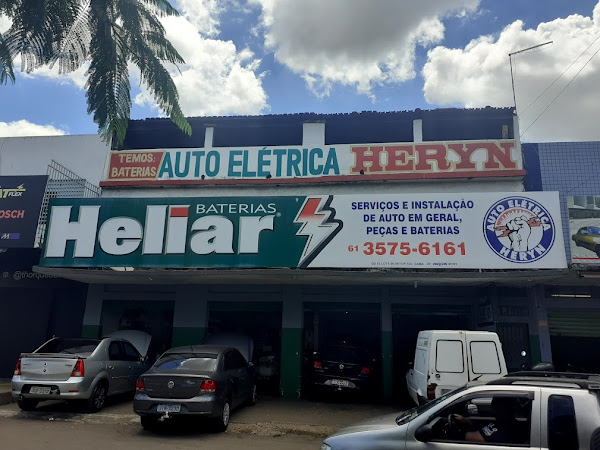 TEMOS:
BATERIAS
AUTO ELÉTRICA HERYN
FLEX
BOSCH
Heliar
BATERIAS
SERVIÇOS E INSTALAÇÃO
DE AUTO EM GERAL,
PEÇAS E BATERIAS
61 3575-6161
AUTO ELÉTRICA
HERYN